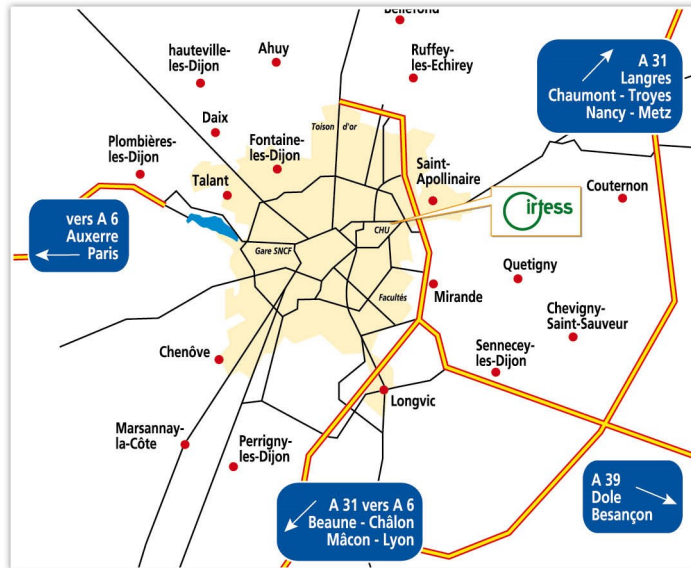 Bellefond
hauteville-
les-Dijon
Ahuy
Ruffey-
les-Echirey
A 31
Langres
Chaumont - Troyes
Nancy - Metz
Daix
Toison d'or
Plombières-
les-Dijon
Fontaine-
les-Dijon
Saint-
Apollinaire
Talant
Couternon
irtess
vers A 6
Auxerre
Paris
CHU
Gare SNCF
Quetigny
Mirande
Facultés
Chevigny-
Saint-Sauveur
Sennecey-
les-Dijon
Chenôve
Longvic
Marsannay-
la-Côte
Perrigny-
les-Dijon
A 31 vers A 6
Beaune - Châlon
Mâcon - Lyon
A 39
Dole
Besançon